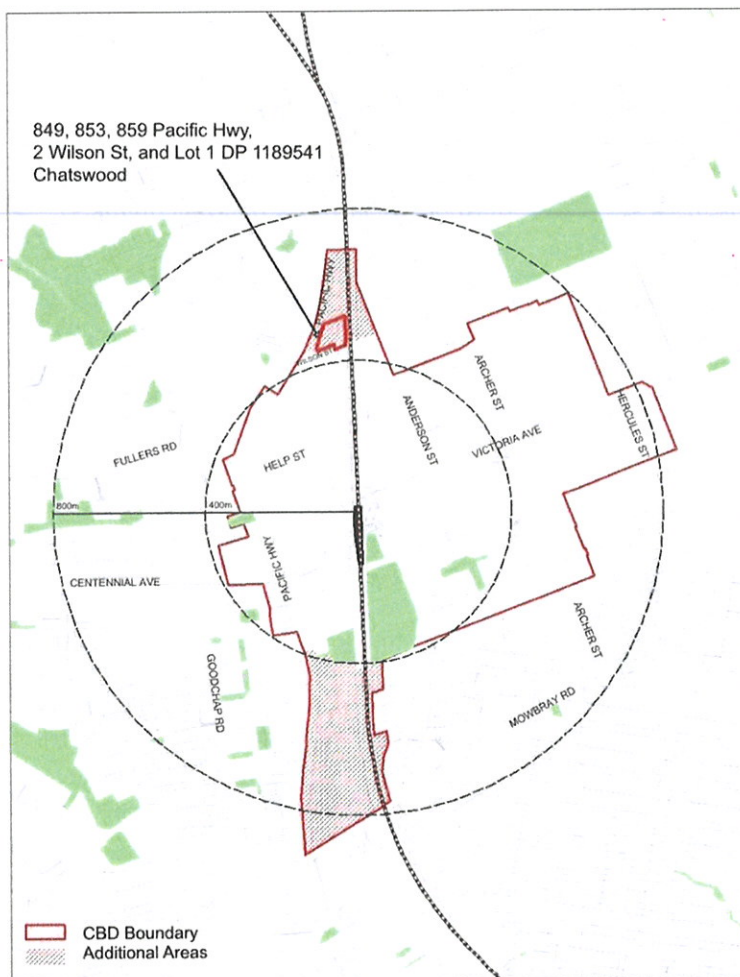 849, 853, 859 Pacific Hwy,
2 Wilson St, and Lot 1 DP 1189541
Chatswood
PACIFIC HWY
WILSON ST
ARCHER ST
HERCULES ST
ANDERSON ST
VICTORIA AVE
FULLERS RD
HELP ST
800m
400m
PACIFIC HWY
CENTENNIAL AVE
ARCHER ST
GOODCHAP RD
MOWBRAY RD
CBD Boundary
Additional Areas